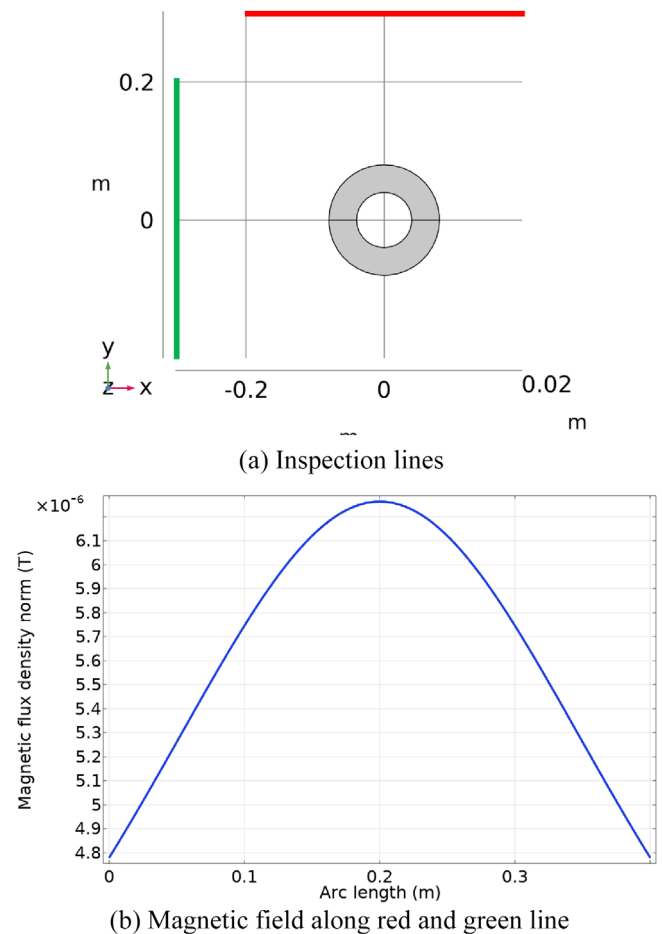 0.2
m
0
y
z x
-0.2 0 0.02
m
(a) Inspection lines
×10⁻⁶
Magnetic flux density norm (T)
6.1
6
5.9
5.8
5.7
5.6
5.5
5.4
5.3
5.2
5.1
5
4.9
4.8
0 0.1 0.2 0.3
Arc length (m)
(b) Magnetic field along red and green line